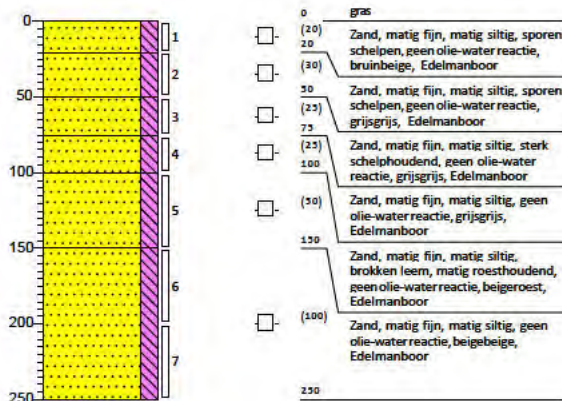 0
50
100
150
200
250
1
2
3
4
5
6
7
0
(20)
20
(30)
50
(25)
75
(25)
100
(50)
150
(100)
250
gras
Zand, matig fijn, matig siltig, sporen
schelpen, geen olie-water reactie,
bruinbeige, Edelmanboor
Zand, matig fijn, matig siltig, sporen
schelpen, geen olie-water reactie,
grijsgrijs, Edelmanboor
Zand, matig fijn, matig siltig, sterk
schelphoudend, geen olie-water
reactie, grijsgrijs, Edelmanboor
Zand, matig fijn, matig siltig, geen
olie-water reactie, grijsgrijs,
Edelmanboor
Zand, matig fijn, matig siltig,
brokken leem, matig roesthoudend,
geen olie-water reactie, beigeroest,
Edelmanboor
Zand, matig fijn, matig siltig, geen
olie-water reactie, beigebeige,
Edelmanboor